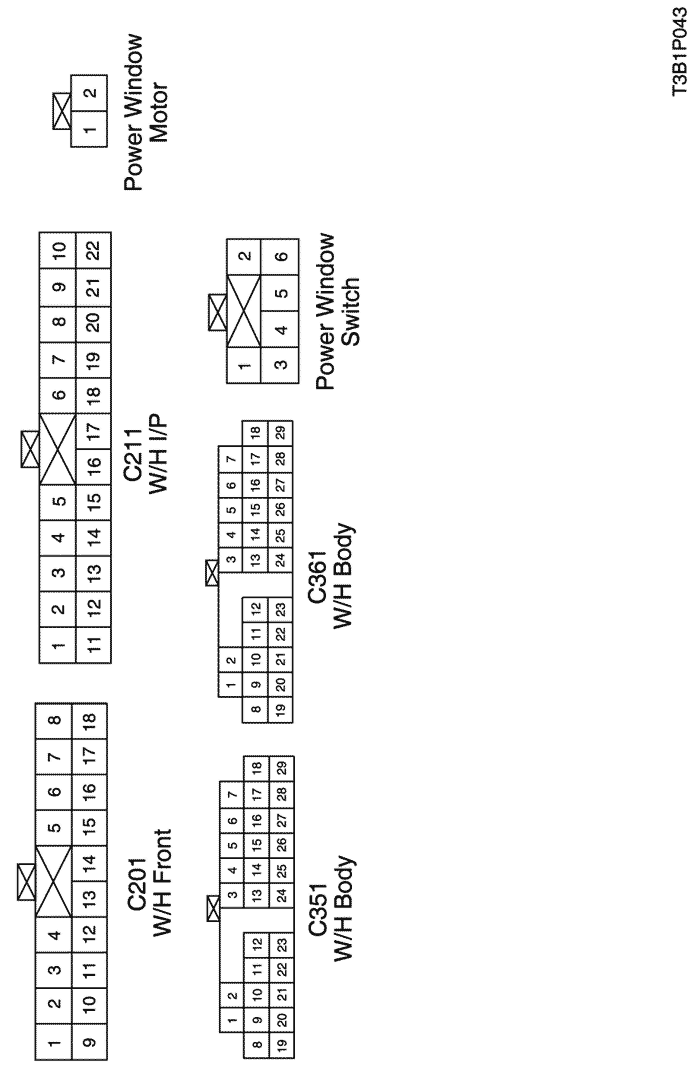 1 2 3 4 5 6 7 8
9 10 11 12 13 14 15 16 17 18
C201
W/H Front
1 2 3 4 5 6 7 8 9 10
11 12 13 14 15 16 17 18 19 20 21 22
C211
W/H I/P
1 2
Power Window
Motor
1 2 3 4 5 6 7
8 9 10 11 12 13 14 15 16 17 18
19 20 21 22 23 24 25 26 27 28 29
C351
W/H Body
1 2 3 4 5 6 7
8 9 10 11 12 13 14 15 16 17 18
19 20 21 22 23 24 25 26 27 28 29
C361
W/H Body
1 2
3 4 5 6
Power Window
Switch
T3B1P043